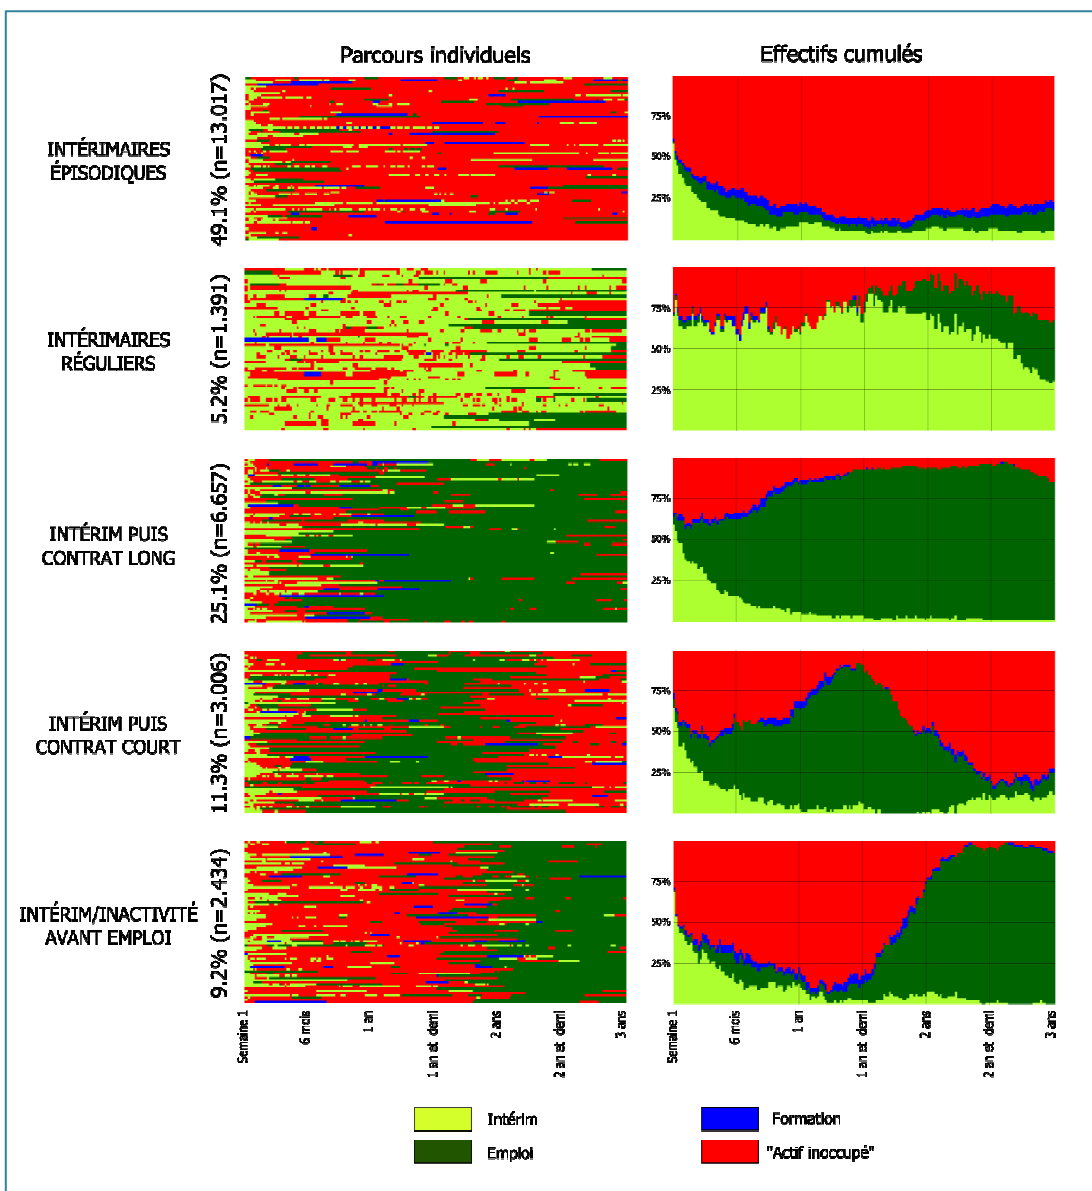 Parcours individuels
Effectifs cumulés
INTÉRIMAIRES
ÉPISODIQUES
49.1% (n=13.017)
75%
50%
25%
INTÉRIMAIRES
RÉGULIERS
5.2% (n=1.391)
75%
50%
25%
INTÉRIM PUIS
CONTRAT LONG
25.1% (n=6.657)
75%
50%
25%
INTÉRIM PUIS
CONTRAT COURT
11.3% (n=3.006)
75%
50%
25%
INTÉRIM/INACTIVITÉ
AVANT EMPLOI
9.2% (n=2.434)
75%
50%
25%
Semaine 1
6 mois
1 an
1 an et demi
2 ans
2 an et demi
3 ans
Semaine 1
6 mois
1 an
1 an et demi
2 ans
2 an et demi
3 ans
Intérim
Formation
Emploi
"Actif inoccupé"